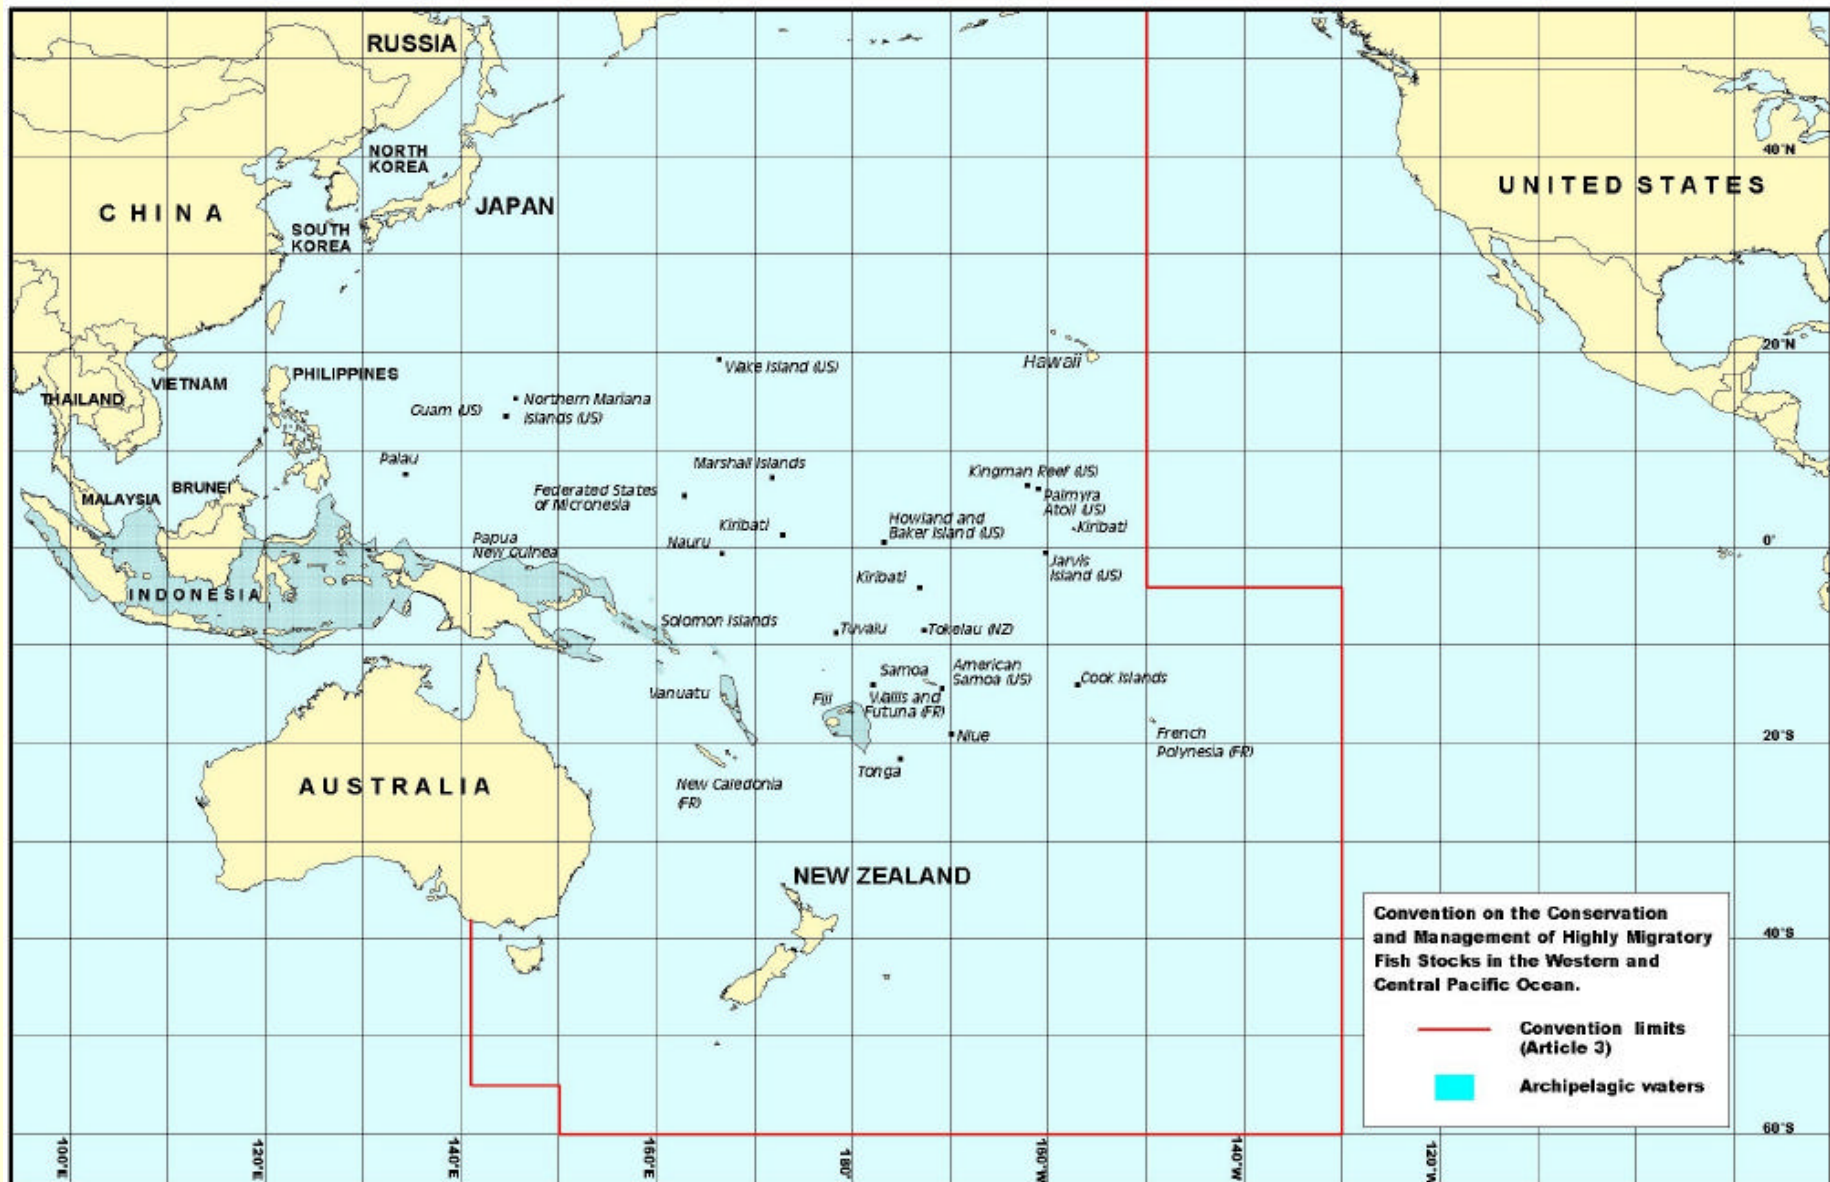 RUSSIA
NORTH
KOREA
CHINA
JAPAN
SOUTH
KOREA
UNITED STATES
40°N
20°N
Wake Island (US)
Hawaii
PHILIPPINES
VIETNAM
THAILAND
Guam (US)
Northern Mariana
Islands (US)
Palau
Marshall Islands
Kingman Reef (US)
MALAYSIA
BRUNEI
Federated States
of Micronesia
Palmyra
Atoll (US)
Kiribati
Howland and
Baker Island (US)
Kiribati
Papua
New Guinea
Nauru
0°
Jarvis
Island (US)
Kiribati
INDONESIA
Solomon Islands
Tuvalu
Tokelau (NZ)
Samoa
American
Samoa (US)
Cook Islands
Vanuatu
Fiji
Wallis and
Futuna (FR)
Niue
French
Polynesia (FR)
20°S
Tonga
New Caledonia
(FR)
AUSTRALIA
NEW ZEALAND
Convention on the Conservation
and Management of Highly Migratory
Fish Stocks in the Western and
Central Pacific Ocean.
40°S
Convention limits
(Article 3)
Archipelagic waters
60°S
100°E
120°E
140°E
160°E
180°
160°W
140°W
120°W